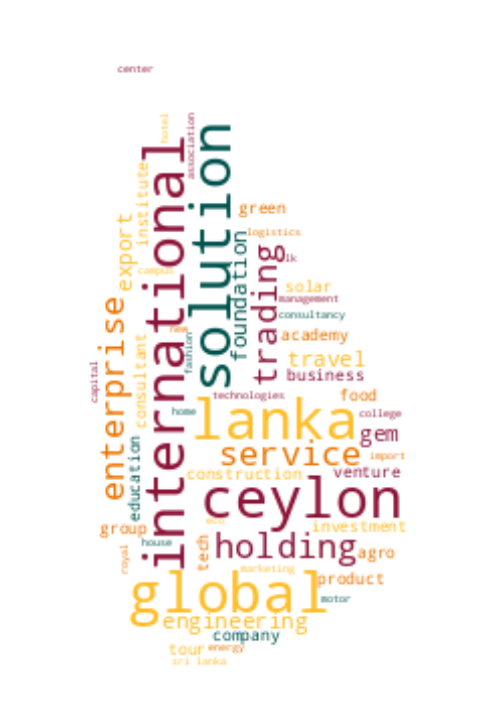 center
hotel
association
international
solution
institute
green
export
logistics
foundation
trading
lk
campus
solar
management
enterprise
consultancy
new
academy
fashion
consultant
travel
business
capital
technologies
food
lanka
home
college
gem
education
service
import
construction
venture
ceylon
eco
group
investment
house
tech
holding
royal
agro
marketing
global
product
motor
engineering
company
tour
energy
sri lanka